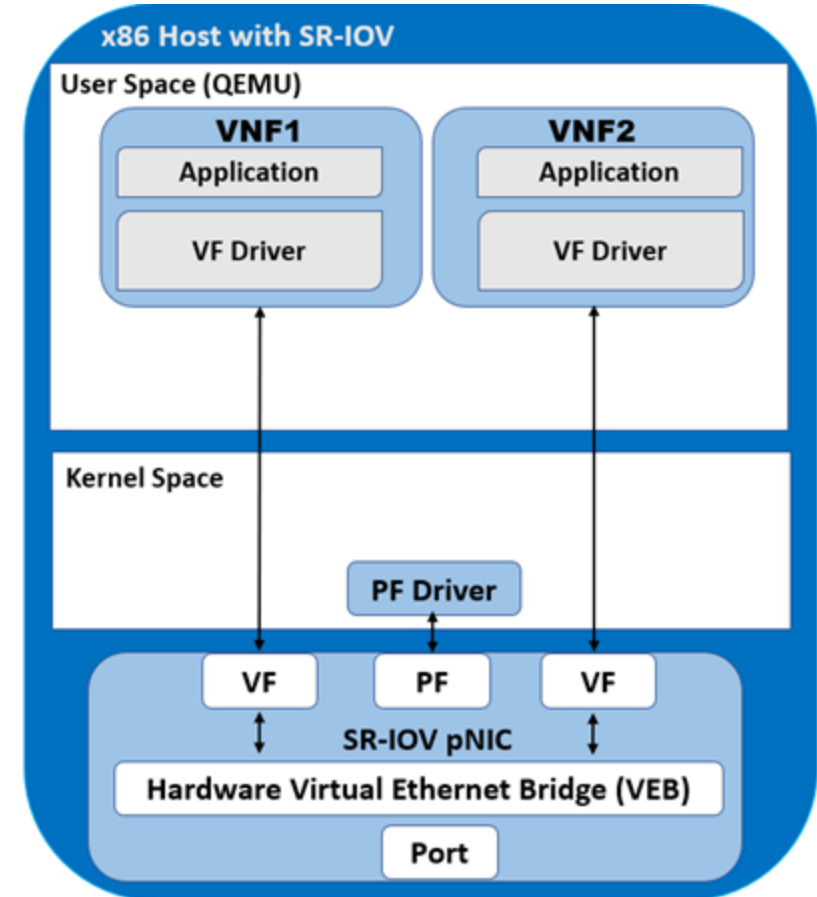 x86 Host with SR-IOV
User Space (QEMU)
VNF1
Application
VF Driver
VNF2
Application
VF Driver
Kernel Space
PF Driver
VF
PF
VF
SR-IOV pNIC
Hardware Virtual Ethernet Bridge (VEB)
Port